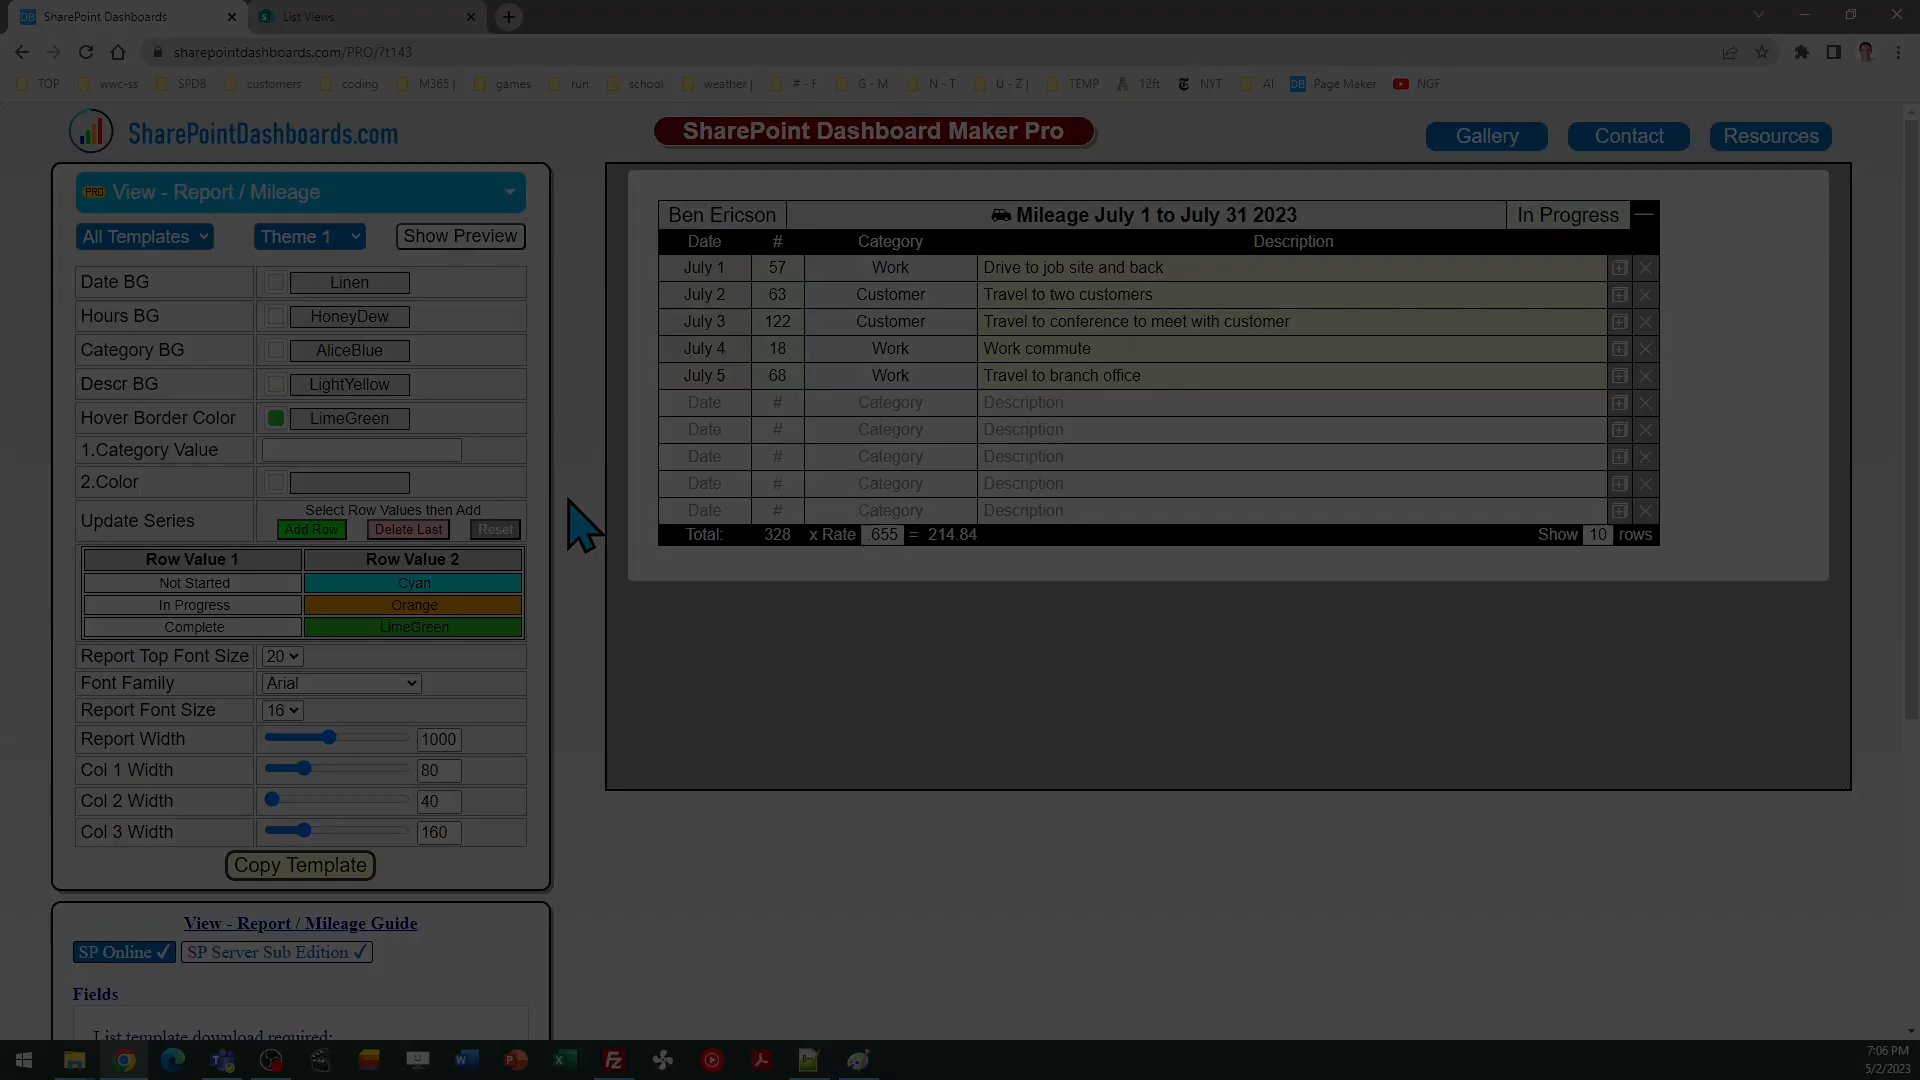 SharePoint Dashboards
List Views
sharepointdashboards.com/PRO/?t143
TOP wwc-ss SPDB customers coding M365 | games run school weather | # - F G - M N - T U - Z | TEMP 12ft NYT AI Page Maker NGF
SharePointDashboards.com
SharePoint Dashboard Maker Pro
Gallery Contact Resources
PRO View - Report / Mileage
All Templates Theme 1 Show Preview
Date BG Linen
Hours BG HoneyDew
Category BG AliceBlue
Descr BG LightYellow
Hover Border Color LimeGreen
1.Category Value
2.Color
Update Series Select Row Values then Add
Add Row Delete Last Reset
Row Value 1 Row Value 2
Not Started Cyan
In Progress Orange
Complete LimeGreen
Report Top Font Size 20
Font Family Arial
Report Font Size 16
Report Width 1000
Col 1 Width 80
Col 2 Width 40
Col 3 Width 160
Copy Template
View - Report / Mileage Guide
SP Online ✓ SP Server Sub Edition ✓
Fields
List template download required:
Ben Ericson Mileage July 1 to July 31 2023 In Progress
Date # Category Description
July 1 57 Work Drive to job site and back
July 2 63 Customer Travel to two customers
July 3 122 Customer Travel to conference to meet with customer
July 4 18 Work Work commute
July 5 68 Work Travel to branch office
Date # Category Description
Date # Category Description
Date # Category Description
Date # Category Description
Date # Category Description
Total: 328 x Rate .655 = 214.84 Show 10 rows
7:06 PM
5/2/2023